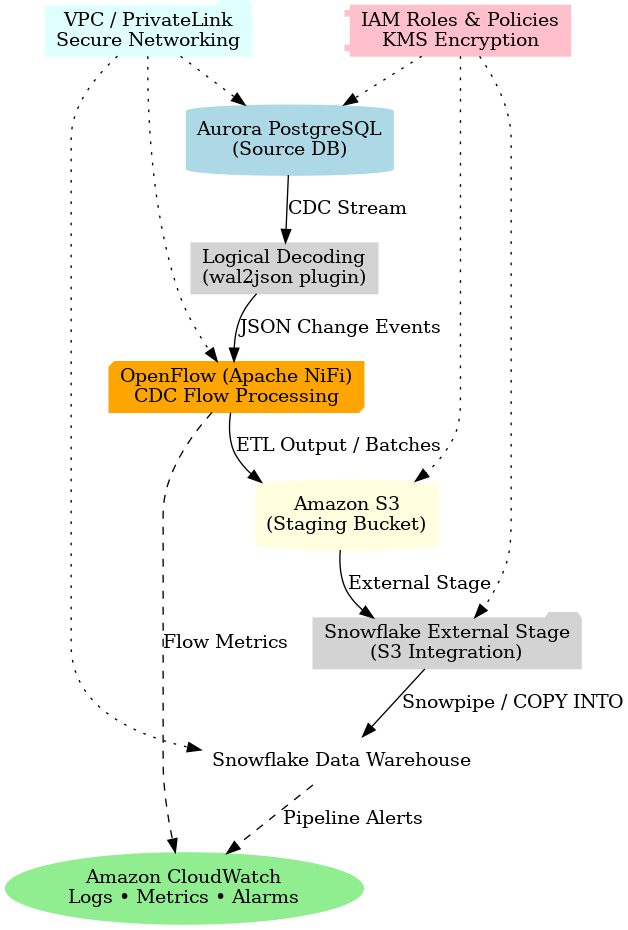 VPC / PrivateLink
Secure Networking
IAM Roles & Policies
KMS Encryption
Aurora PostgreSQL
(Source DB)
CDC Stream
Logical Decoding
(wal2json plugin)
JSON Change Events
OpenFlow (Apache NiFi)
CDC Flow Processing
ETL Output / Batches
Amazon S3
(Staging Bucket)
External Stage
Snowflake External Stage
(S3 Integration)
Flow Metrics
Snowpipe / COPY INTO
Snowflake Data Warehouse
Pipeline Alerts
Amazon CloudWatch
Logs • Metrics • Alarms